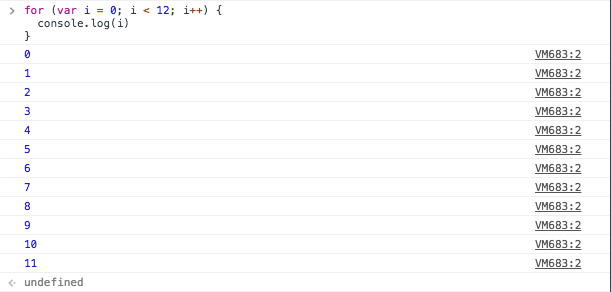 for (var i = 0; i < 12; i++) {
  console.log(i)
}
0 VM683:2
1 VM683:2
2 VM683:2
3 VM683:2
4 VM683:2
5 VM683:2
6 VM683:2
7 VM683:2
8 VM683:2
9 VM683:2
10 VM683:2
11 VM683:2
undefined